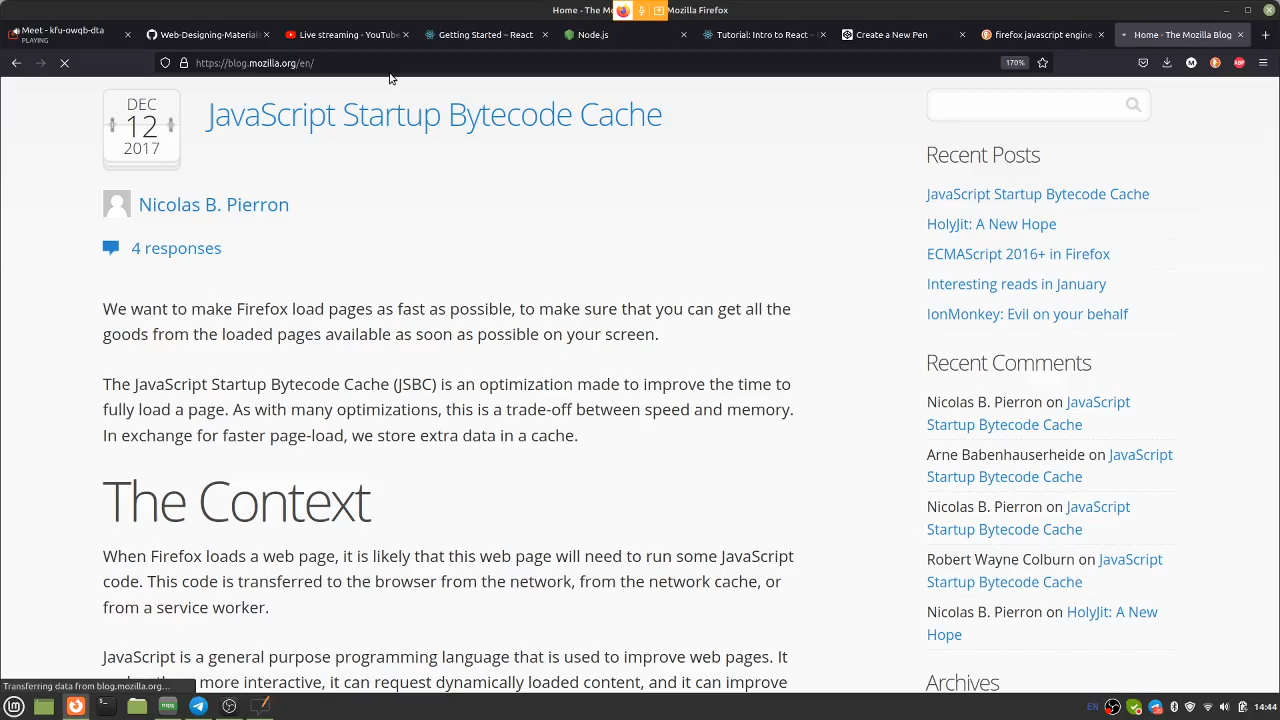 Mozilla Firefox
Meet - kfu-owqb-dta
PLAYING
Web-Designing-Materials
Live streaming - YouTube
Getting Started – React
Node.js
Tutorial: Intro to React –
Create a New Pen
firefox javascript engine
Home - The Mozilla Blog
https://blog.mozilla.org/en/
170%
DEC
12
2017
JavaScript Startup Bytecode Cache
Nicolas B. Pierron
4 responses
We want to make Firefox load pages as fast as possible, to make sure that you can get all the
goods from the loaded pages available as soon as possible on your screen.
The JavaScript Startup Bytecode Cache (JSBC) is an optimization made to improve the time to
fully load a page. As with many optimizations, this is a trade-off between speed and memory.
In exchange for faster page-load, we store extra data in a cache.
The Context
When Firefox loads a web page, it is likely that this web page will need to run some JavaScript
code. This code is transferred to the browser from the network, from the network cache, or
from a service worker.
JavaScript is a general purpose programming language that is used to improve web pages. It
more interactive, it can request dynamically loaded content, and it can improve
Recent Posts
JavaScript Startup Bytecode Cache
HolyJit: A New Hope
ECMAScript 2016+ in Firefox
Interesting reads in January
IonMonkey: Evil on your behalf
Recent Comments
Nicolas B. Pierron on JavaScript
Startup Bytecode Cache
Arne Babenhauserheide on JavaScript
Startup Bytecode Cache
Nicolas B. Pierron on JavaScript
Startup Bytecode Cache
Robert Wayne Colburn on JavaScript
Startup Bytecode Cache
Nicolas B. Pierron on HolyJit: A New
Hope
Archives
Transferring data from blog.mozilla.org…
EN
14:44